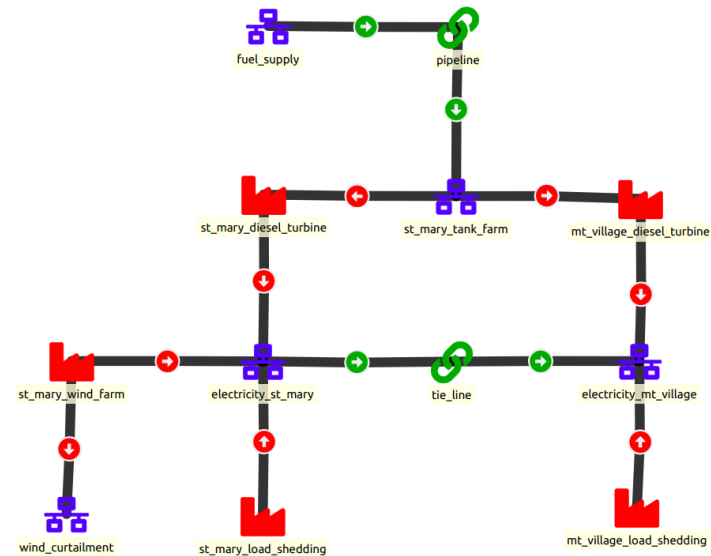 fuel_supply
pipeline
st_mary_diesel_turbine
st_mary_tank_farm
mt_village_diesel_turbine
st_mary_wind_farm
electricity_st_mary
tie_line
electricity_mt_village
wind_curtailment
st_mary_load_shedding
mt_village_load_shedding